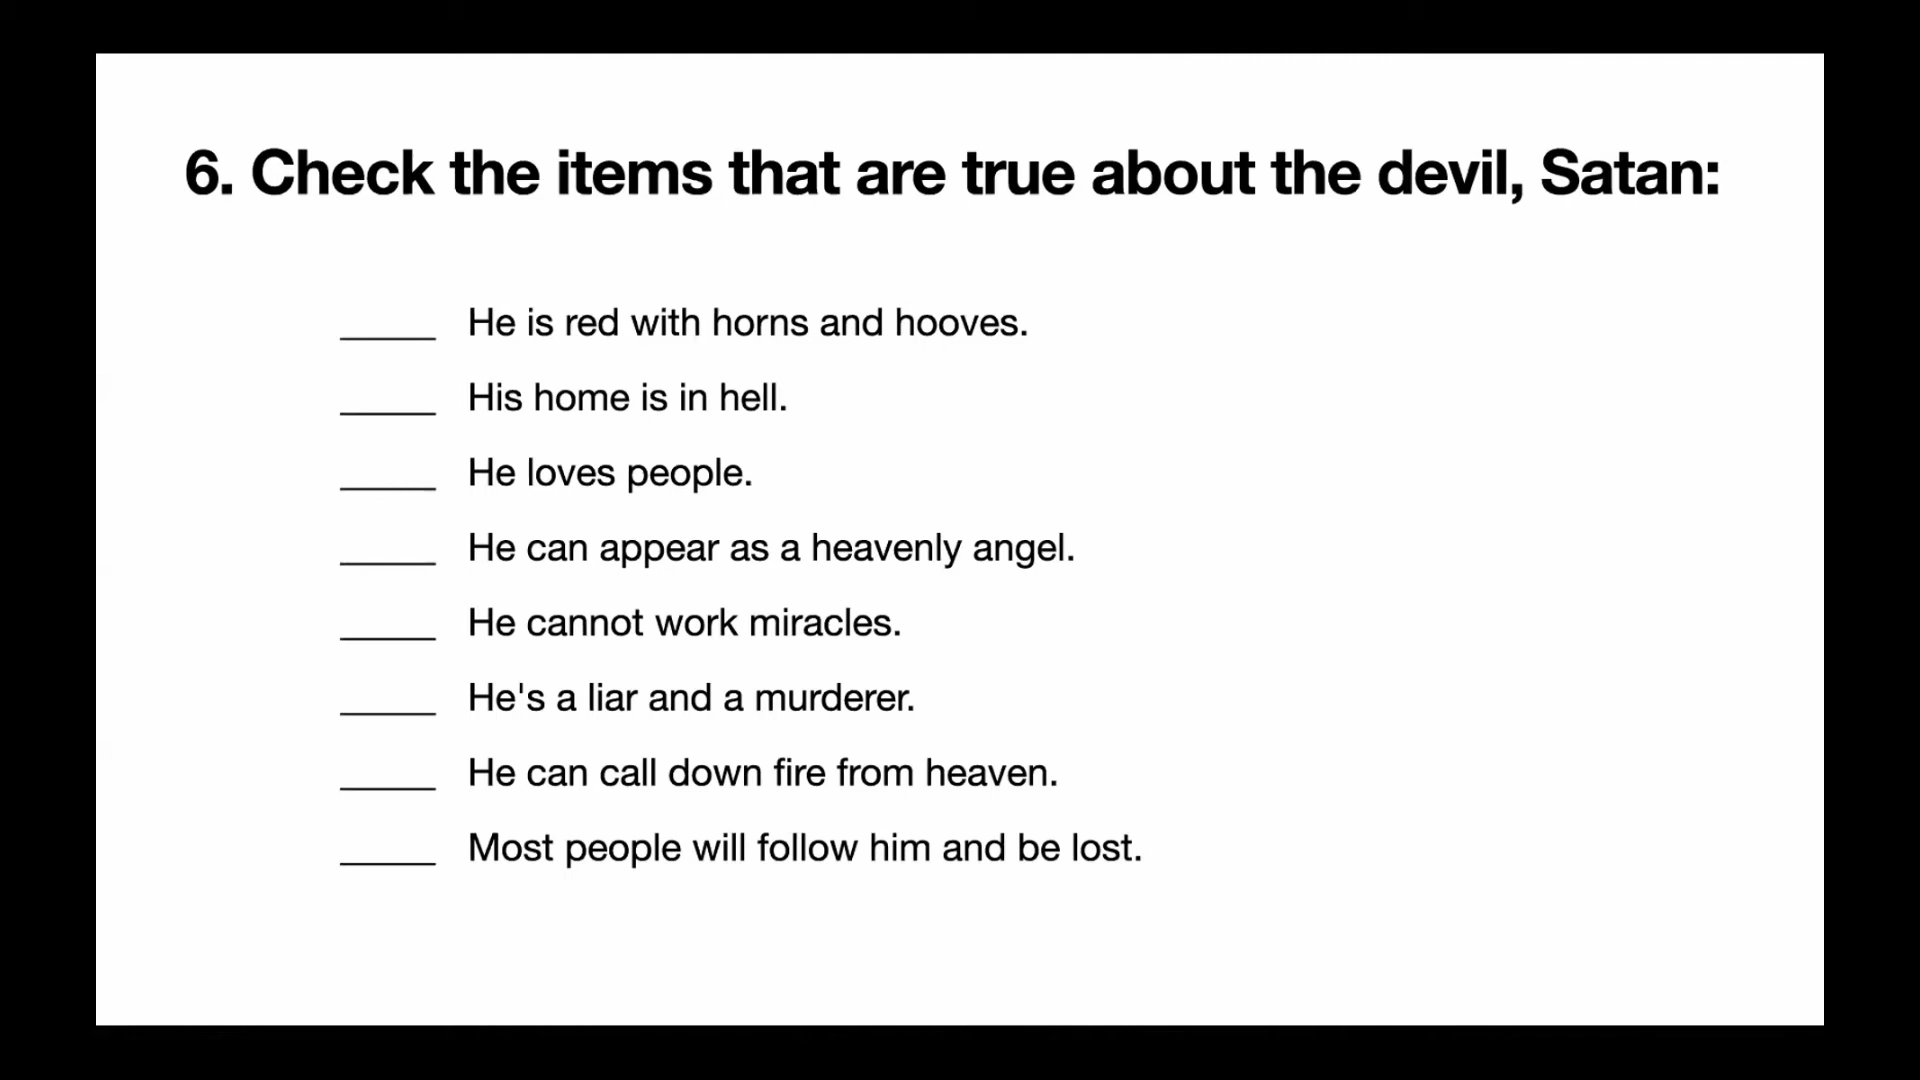 6. Check the items that are true about the devil, Satan:
_____ He is red with horns and hooves.
_____ His home is in hell.
_____ He loves people.
_____ He can appear as a heavenly angel.
_____ He cannot work miracles.
_____ He's a liar and a murderer.
_____ He can call down fire from heaven.
_____ Most people will follow him and be lost.